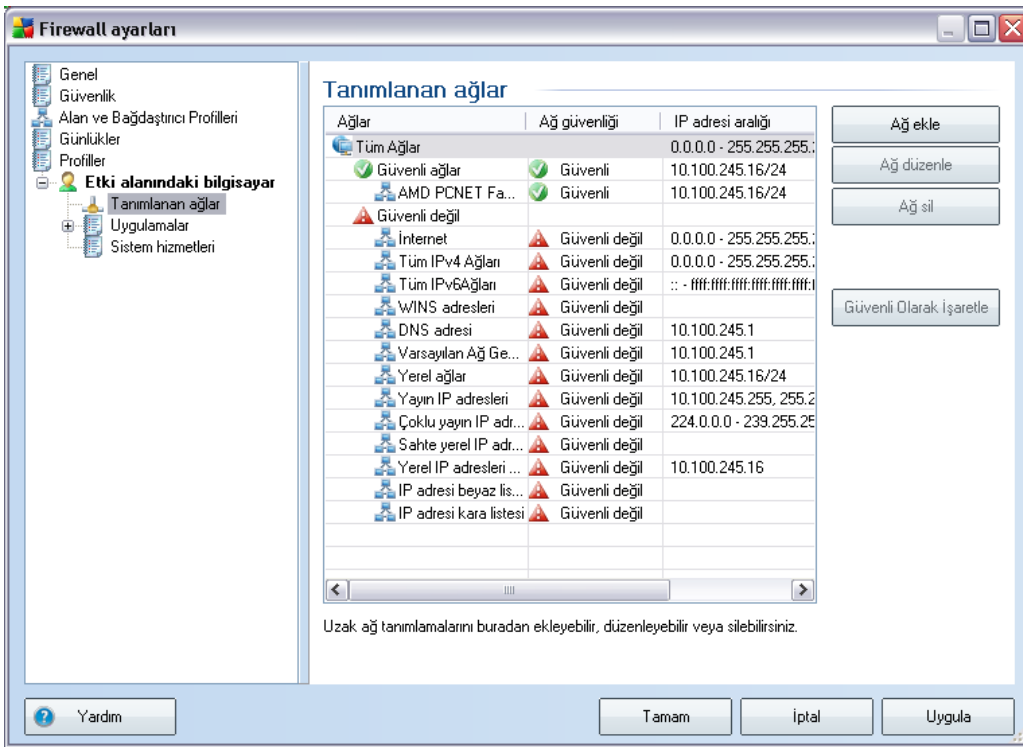 Firewall ayarları
Genel
Güvenlik
Alan ve Bağdaştırıcı Profilleri
Günlükler
Profiller
Etki alanındaki bilgisayar
Tanımlanan ağlar
Uygulamalar
Sistem hizmetleri
Tanımlanan ağlar
Ağlar Ağ güvenliği IP adresi aralığı
Tüm Ağlar 0.0.0.0 - 255.255.255.
Güvenli ağlar Güvenli 10.100.245.16/24
AMD PCNET Fa... Güvenli 10.100.245.16/24
Güvenli değil
İnternet Güvenli değil 0.0.0.0 - 255.255.255.
Tüm IPv4 Ağları Güvenli değil 0.0.0.0 - 255.255.255.
Tüm IPv6Ağları Güvenli değil :: - ffff:ffff:ffff:ffff:ffff:ffff:
WINS adresleri Güvenli değil
DNS adresi Güvenli değil 10.100.245.1
Varsayılan Ağ Ge... Güvenli değil 10.100.245.1
Yerel ağlar Güvenli değil 10.100.245.16/24
Yayın IP adresleri Güvenli değil 10.100.245.255, 255.2
Çoklu yayın IP adr... Güvenli değil 224.0.0.0 - 239.255.25
Sahte yerel IP adr... Güvenli değil
Yerel IP adresleri ... Güvenli değil 10.100.245.16
IP adresi beyaz lis... Güvenli değil
IP adresi kara listesi Güvenli değil
Uzak ağ tanımlamalarını buradan ekleyebilir, düzenleyebilir veya silebilirsiniz.
Ağ ekle
Ağ düzenle
Ağ sil
Güvenli Olarak İşaretle
Yardım
Tamam
İptal
Uygula